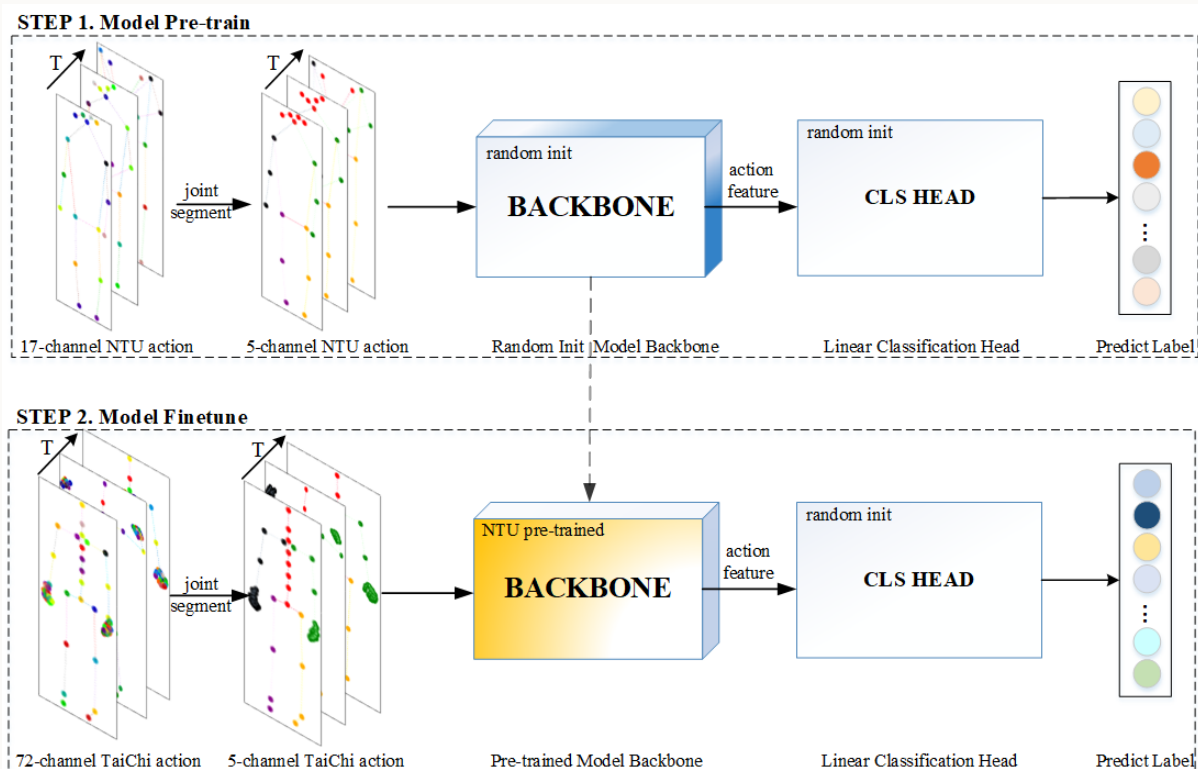 STEP 1. Model Pre-train
T
T
joint
segment
random init
BACKBONE
action
feature
random init
CLS HEAD
17-channel NTU action
5-channel NTU action
Random Init Model Backbone
Linear Classification Head
Predict Label
STEP 2. Model Finetune
T
T
joint
segment
NTU pre-trained
BACKBONE
action
feature
random init
CLS HEAD
72-channel TaiChi action
5-channel TaiChi action
Pre-trained Model Backbone
Linear Classification Head
Predict Label